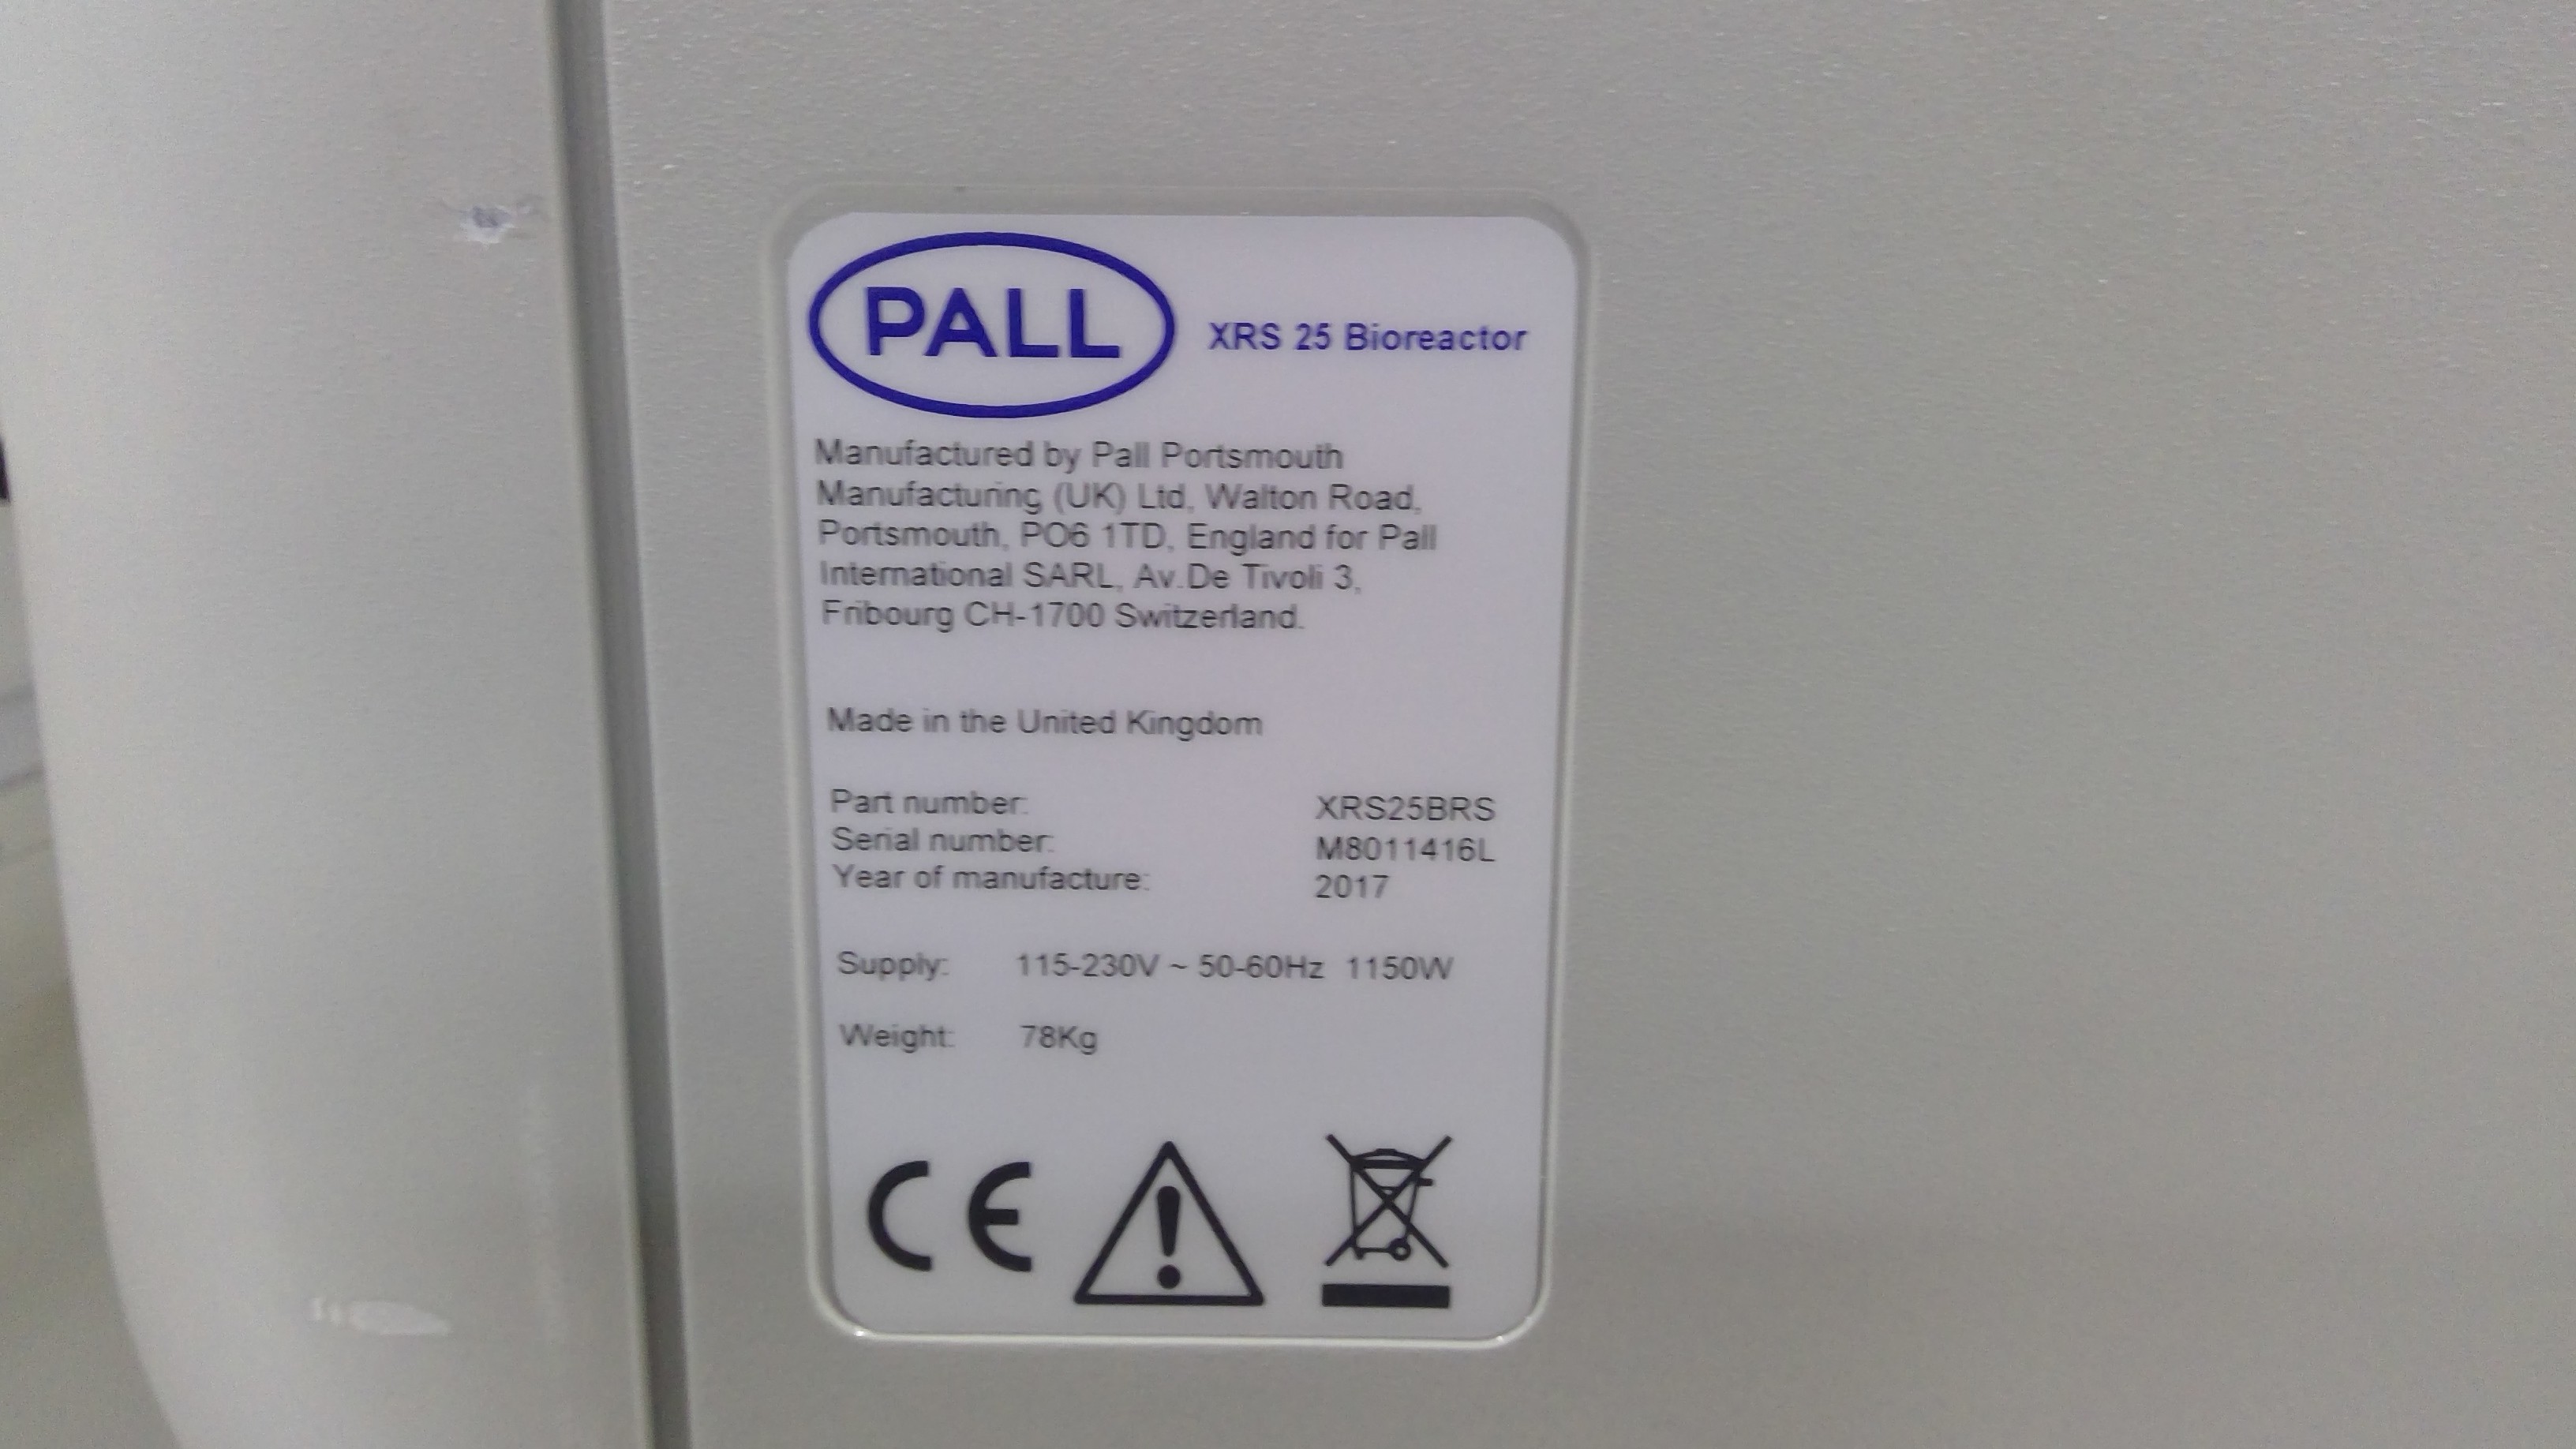 PALL XRS 25 Bioreactor
Manufactured by Pall Portsmouth
Manufacturing (UK) Ltd, Walton Road,
Portsmouth, PO6 1TD, England for Pall
International SARL, Av.De Tivoli 3,
Fribourg CH-1700 Switzerland.
Made in the United Kingdom
Part number: XRS25BRS
Serial number: M8011416L
Year of manufacture: 2017
Supply: 115-230V ~ 50-60Hz 1150W
Weight: 78Kg
CE